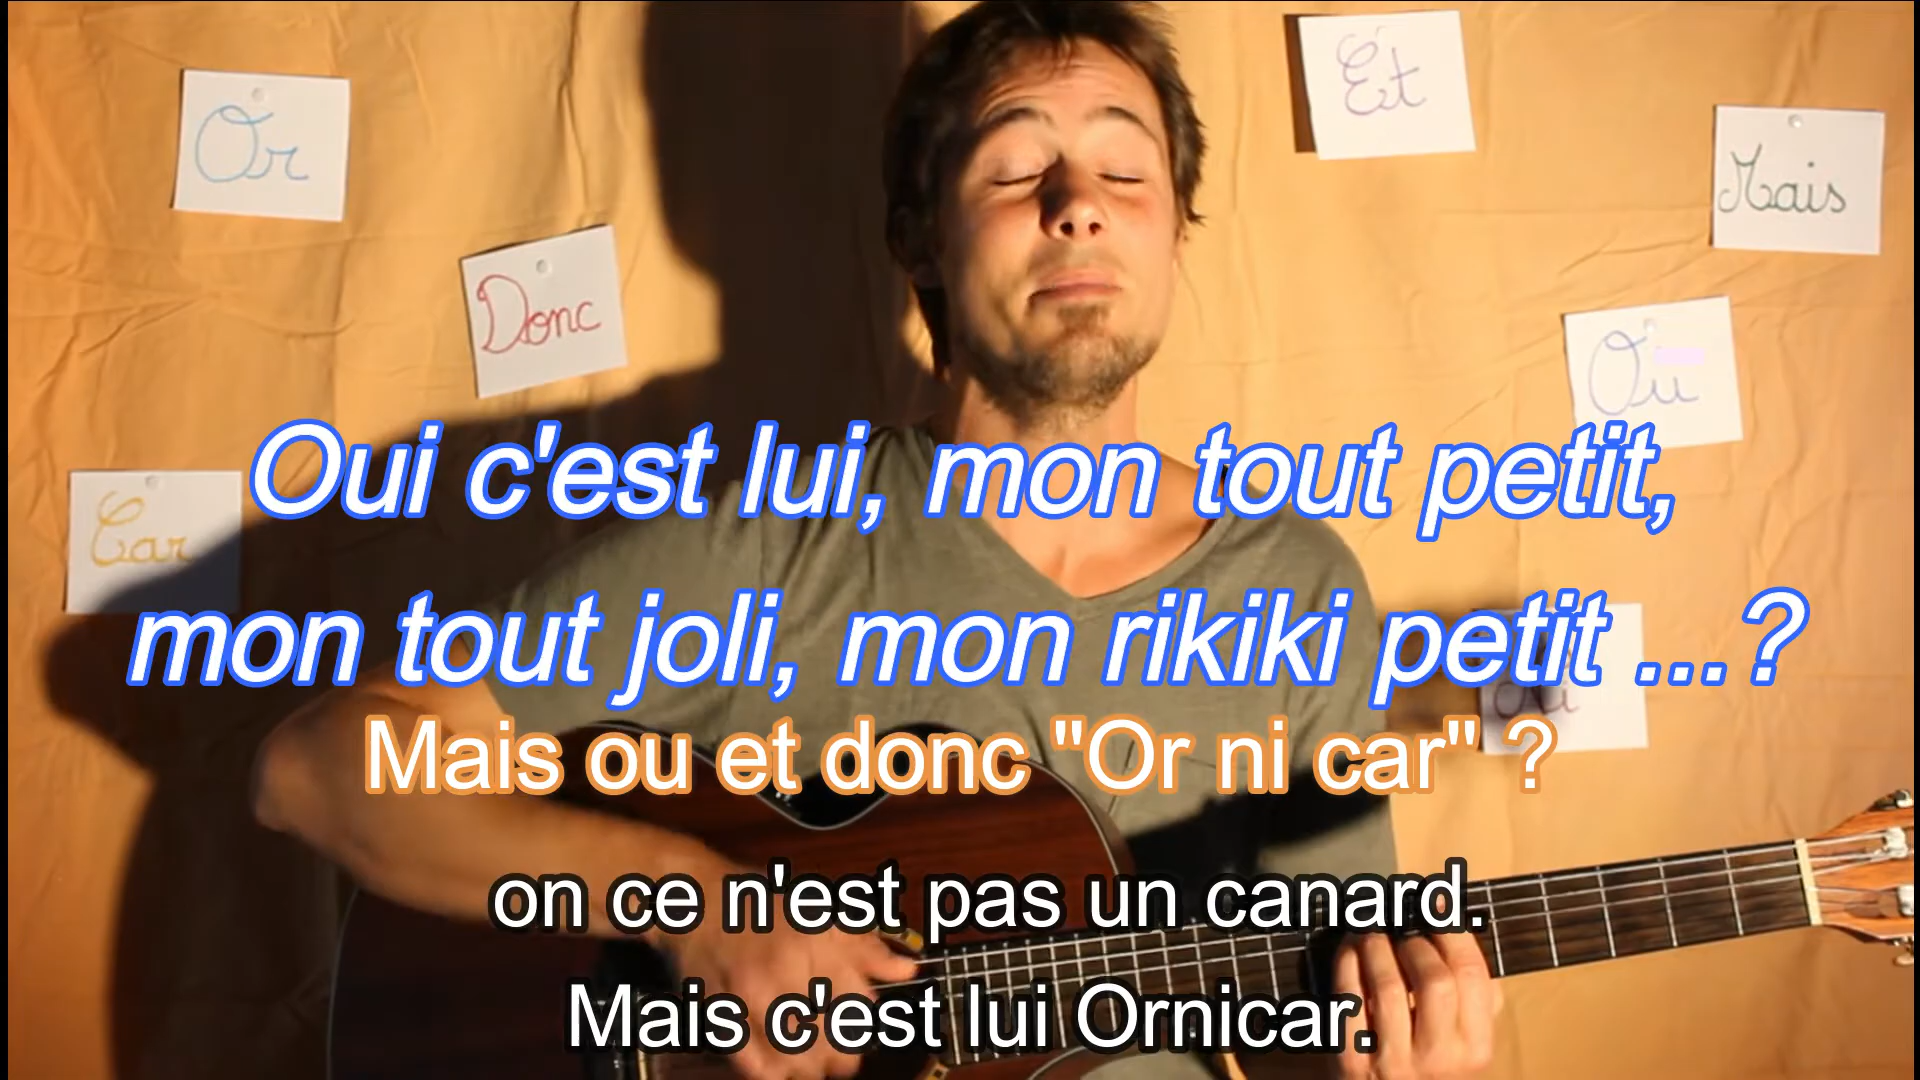 Or
Et
Mais
Donc
Ou
Car
Oui c'est lui, mon tout petit,
mon tout joli, mon rikiki petit ...?
Mais ou et donc "Or ni car" ?
on ce n'est pas un canard.
Mais c'est lui Ornicar.